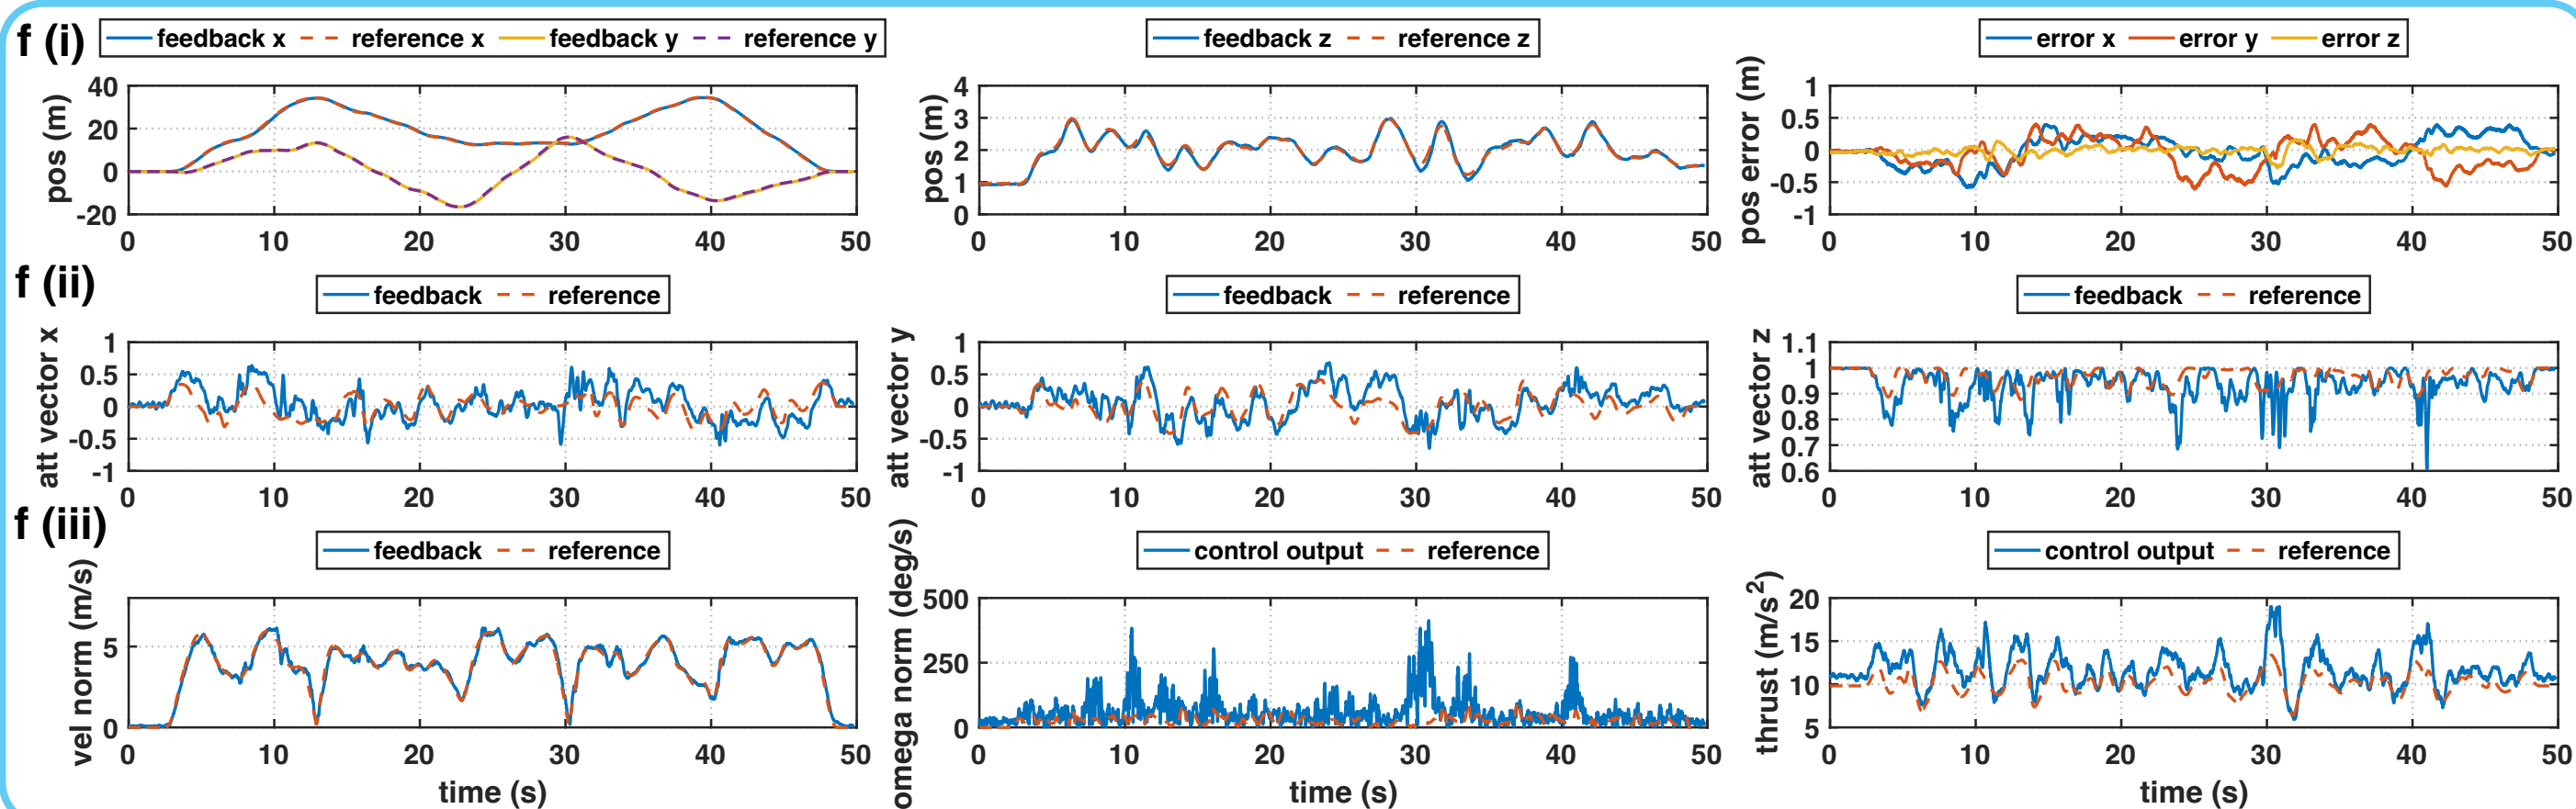 f (i)
feedback x reference x feedback y reference y
feedback z reference z
error x error y error z
pos (m)
40
20
0
-20
0 10 20 30 40 50
pos (m)
4
3
2
1
0
0 10 20 30 40 50
pos error (m)
1
0.5
0
-0.5
-1
0 10 20 30 40 50
f (ii)
feedback reference
feedback reference
feedback reference
att vector x
1
0.5
0
-0.5
-1
0 10 20 30 40 50
att vector y
1
0.5
0
-0.5
-1
0 10 20 30 40 50
att vector z
1.1
1
0.9
0.8
0.7
0.6
0 10 20 30 40 50
f (iii)
feedback reference
control output reference
control output reference
vel norm (m/s)
5
0
0 10 20 30 40 50
time (s)
omega norm (deg/s)
500
250
0
0 10 20 30 40 50
time (s)
thrust (m/s²)
20
15
10
5
0 10 20 30 40 50
time (s)